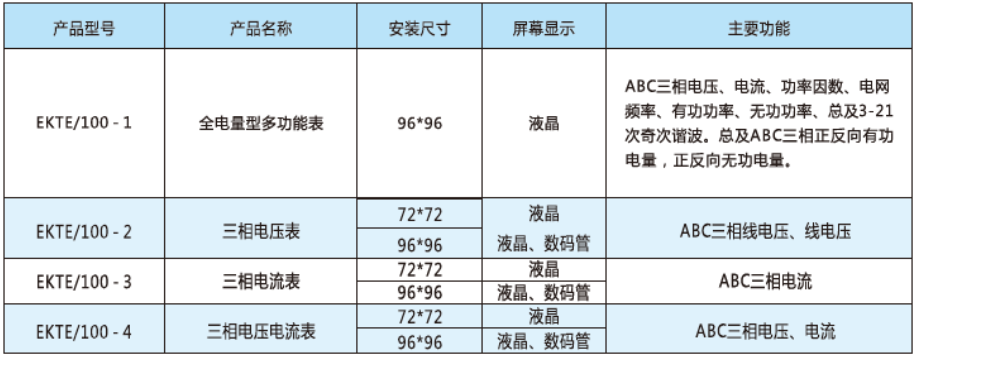 产品型号 产品名称 安装尺寸 屏幕显示 主要功能
EKTE/100-1 全电量型多功能表 96*96 液晶 ABC三相电压、电流、功率因数、电网
频率、有功功率、无功功率、总及3-21
次奇次谐波。总及ABC三相正反向有功
电量，正反向无功电量。
EKTE/100-2 三相电压表 72*72 液晶 ABC三相线电压、线电压
96*96 液晶、数码管
EKTE/100-3 三相电流表 72*72 液晶 ABC三相电流
96*96 液晶、数码管
EKTE/100-4 三相电压电流表 72*72 液晶 ABC三相电压、电流
96*96 液晶、数码管